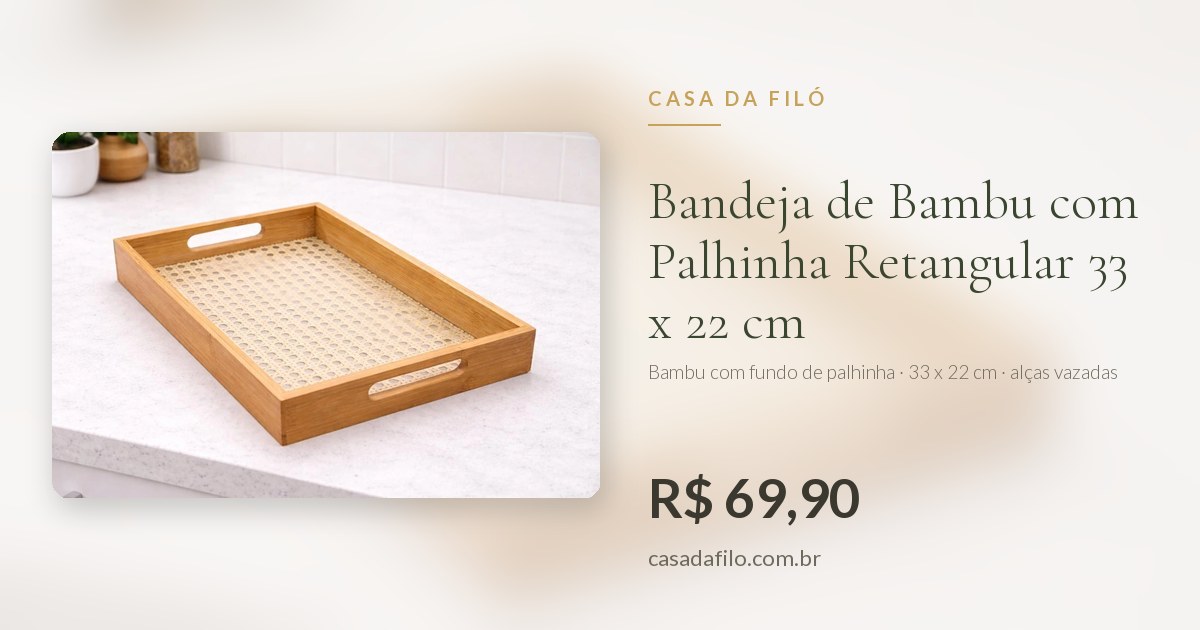 CASA DA FILÓ
Bandeja de Bambu com
Palhinha Retangular 33
x 22 cm
Bambu com fundo de palhinha · 33 x 22 cm · alças vazadas
R$ 69,90
casadafilo.com.br